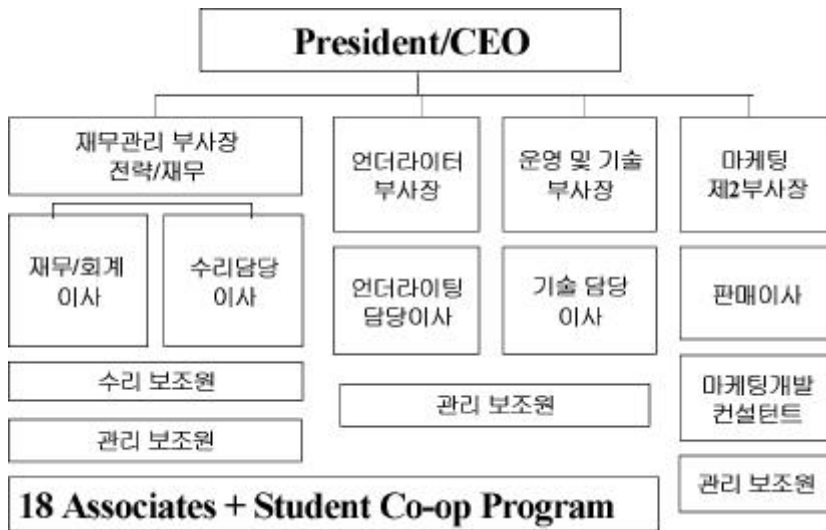 President/CEO
재무관리 부사장
전략/재무
언더라이터
부사장
운영 및 기술
부사장
마케팅
제2부사장
재무/회계
이사
수리담당
이사
언더라이팅
담당이사
기술 담당
이사
판매이사
수리 보조원
관리 보조원
관리 보조원
마케팅개발
컨설턴트
관리 보조원
18 Associates + Student Co-op Program